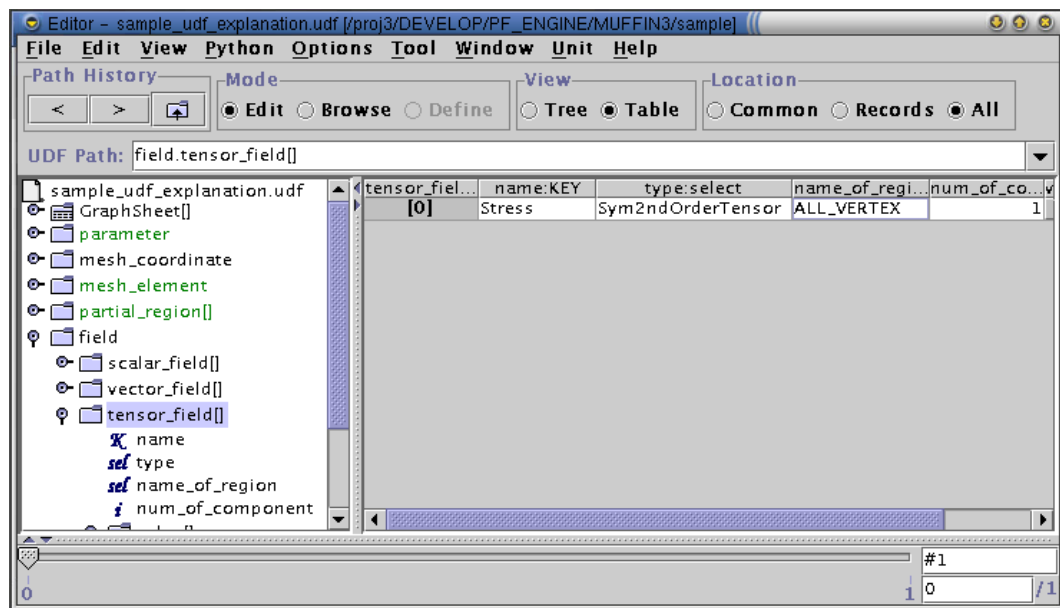 Editor – sample_udf_explanation.udf [/proj3/DEVELOP/PF_ENGINE/MUFFIN3/sample]
File Edit View Python Options Tool Window Unit Help
Path History Mode View Location
< > Edit Browse Define Tree Table Common Records All
UDF Path: field.tensor_field[]
sample_udf_explanation.udf
GraphSheet[]
parameter
mesh_coordinate
mesh_element
partial_region[]
field
scalar_field[]
vector_field[]
tensor_field[]
K name
sel type
sel name_of_region
i num_of_component
tensor_fiel... name:KEY type:select name_of_regi... num_of_co... v
[0] Stress Sym2ndOrderTensor ALL_VERTEX 1
#1
0 1 0 /1